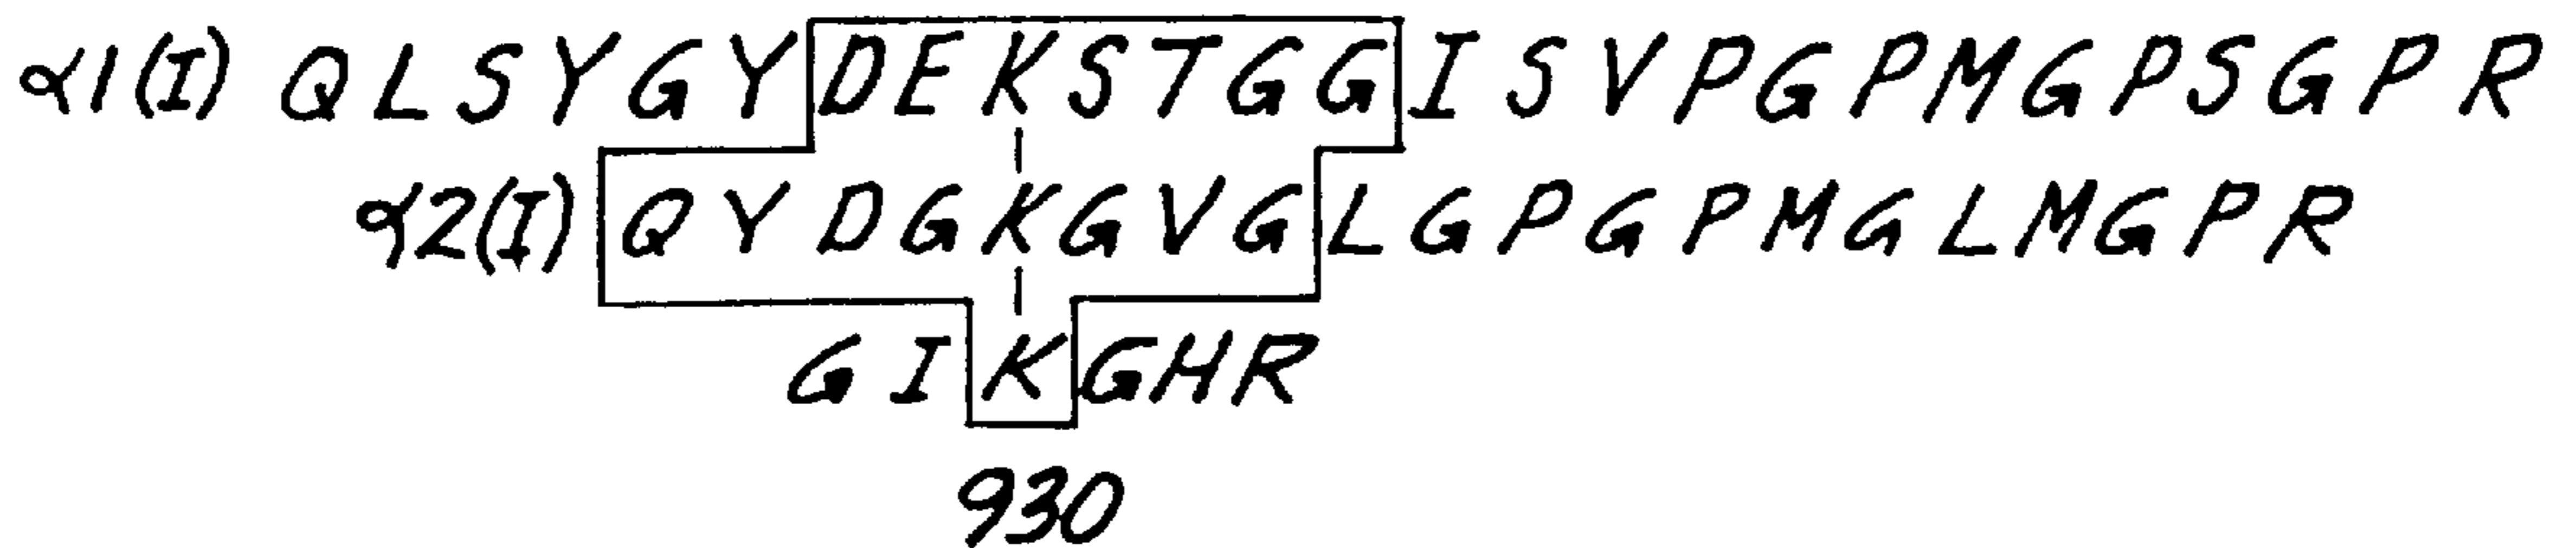 α1(I) QLSYGYDEKSTGGISVPGPMGPSGPR
α2(I) QYDGKGVGLGPGPMGLMGPR
GIKGHR
930